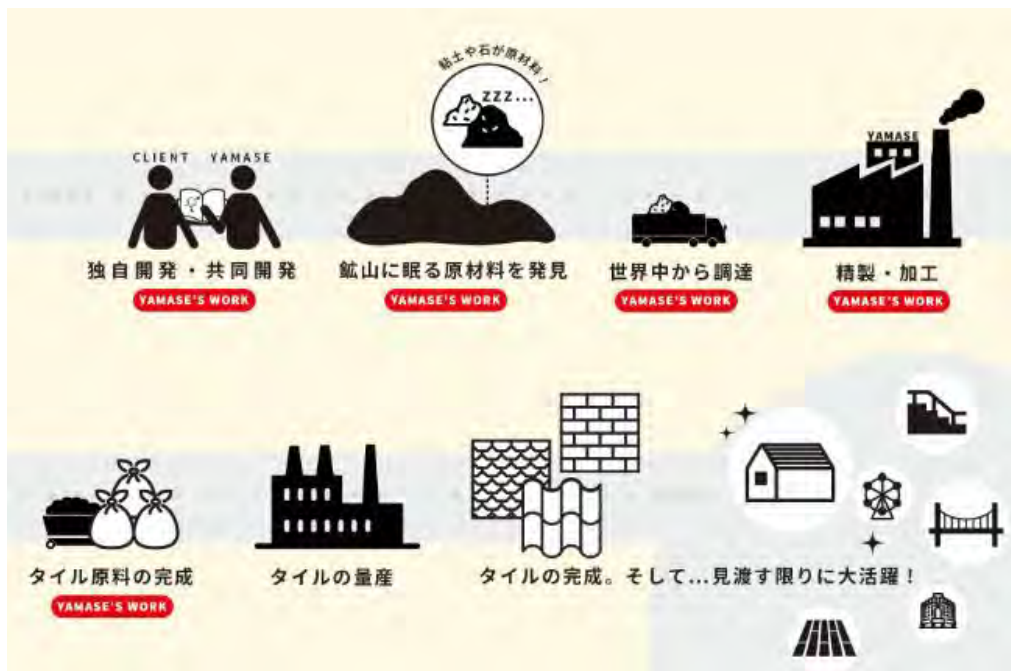 粘土や石が原材料！
ZZZ...
CLIENT YAMASE
YAMASE
独自開発・共同開発
YAMASE'S WORK
鉱山に眠る原材料を発見
YAMASE'S WORK
世界中から調達
YAMASE'S WORK
精製・加工
YAMASE'S WORK
タイル原料の完成
YAMASE'S WORK
タイルの量産
タイルの完成。そして...見渡す限りに大活躍！